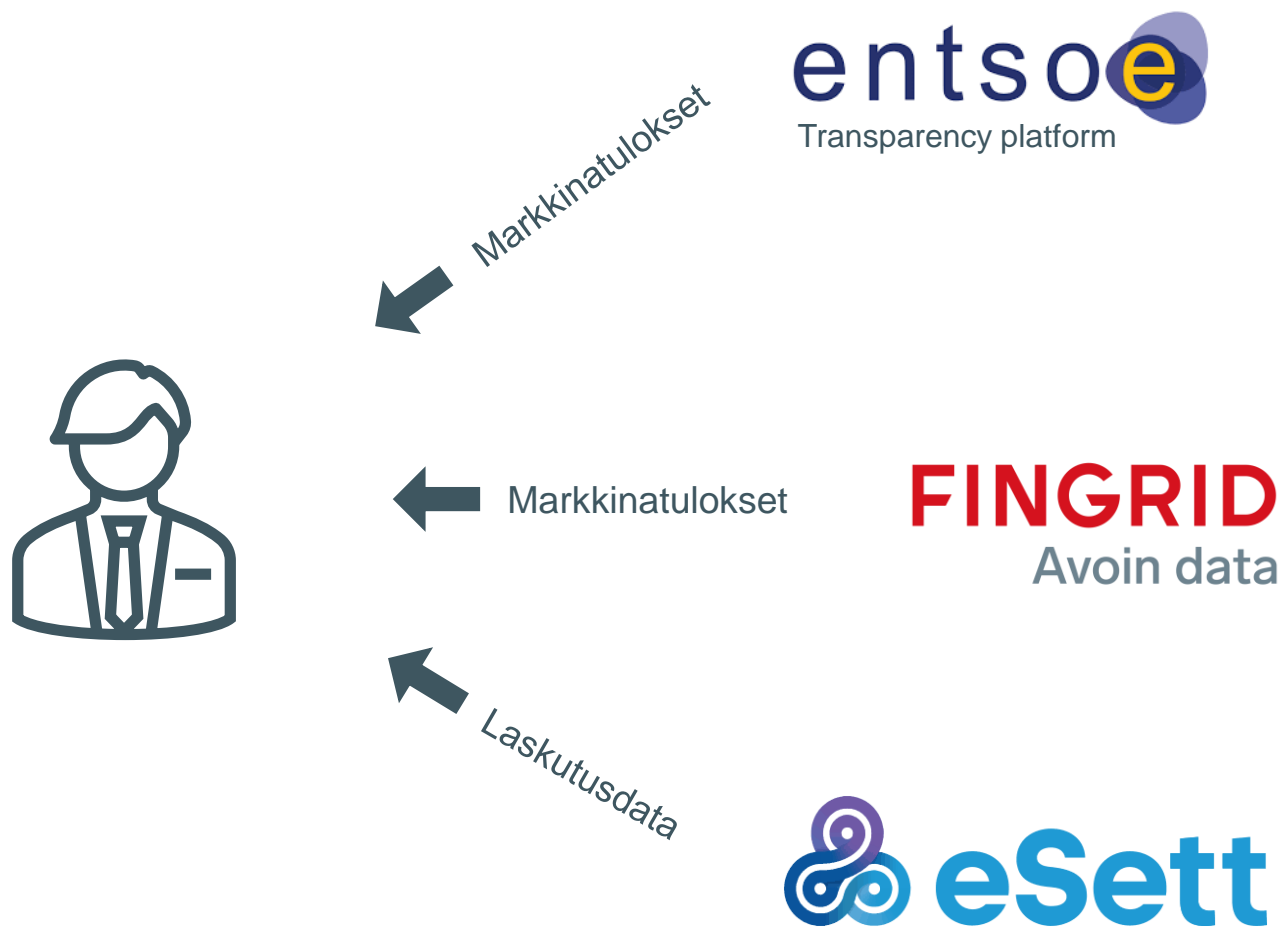 entsoe
Transparency platform
Markkinatulokset
Markkinatulokset
FINGRID
Avoin data
Laskutusdata
eSett